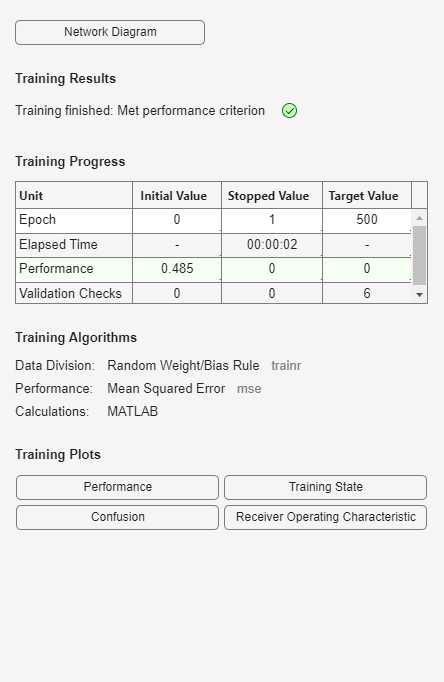 Network Diagram
Training Results
Training finished: Met performance criterion
Training Progress
Unit Initial Value Stopped Value Target Value
Epoch 0 1 500
Elapsed Time - 00:00:02 -
Performance 0.485 0 0
Validation Checks 0 0 6
Training Algorithms
Data Division: Random Weight/Bias Rule trainr
Performance: Mean Squared Error mse
Calculations: MATLAB
Training Plots
Performance Training State
Confusion Receiver Operating Characteristic